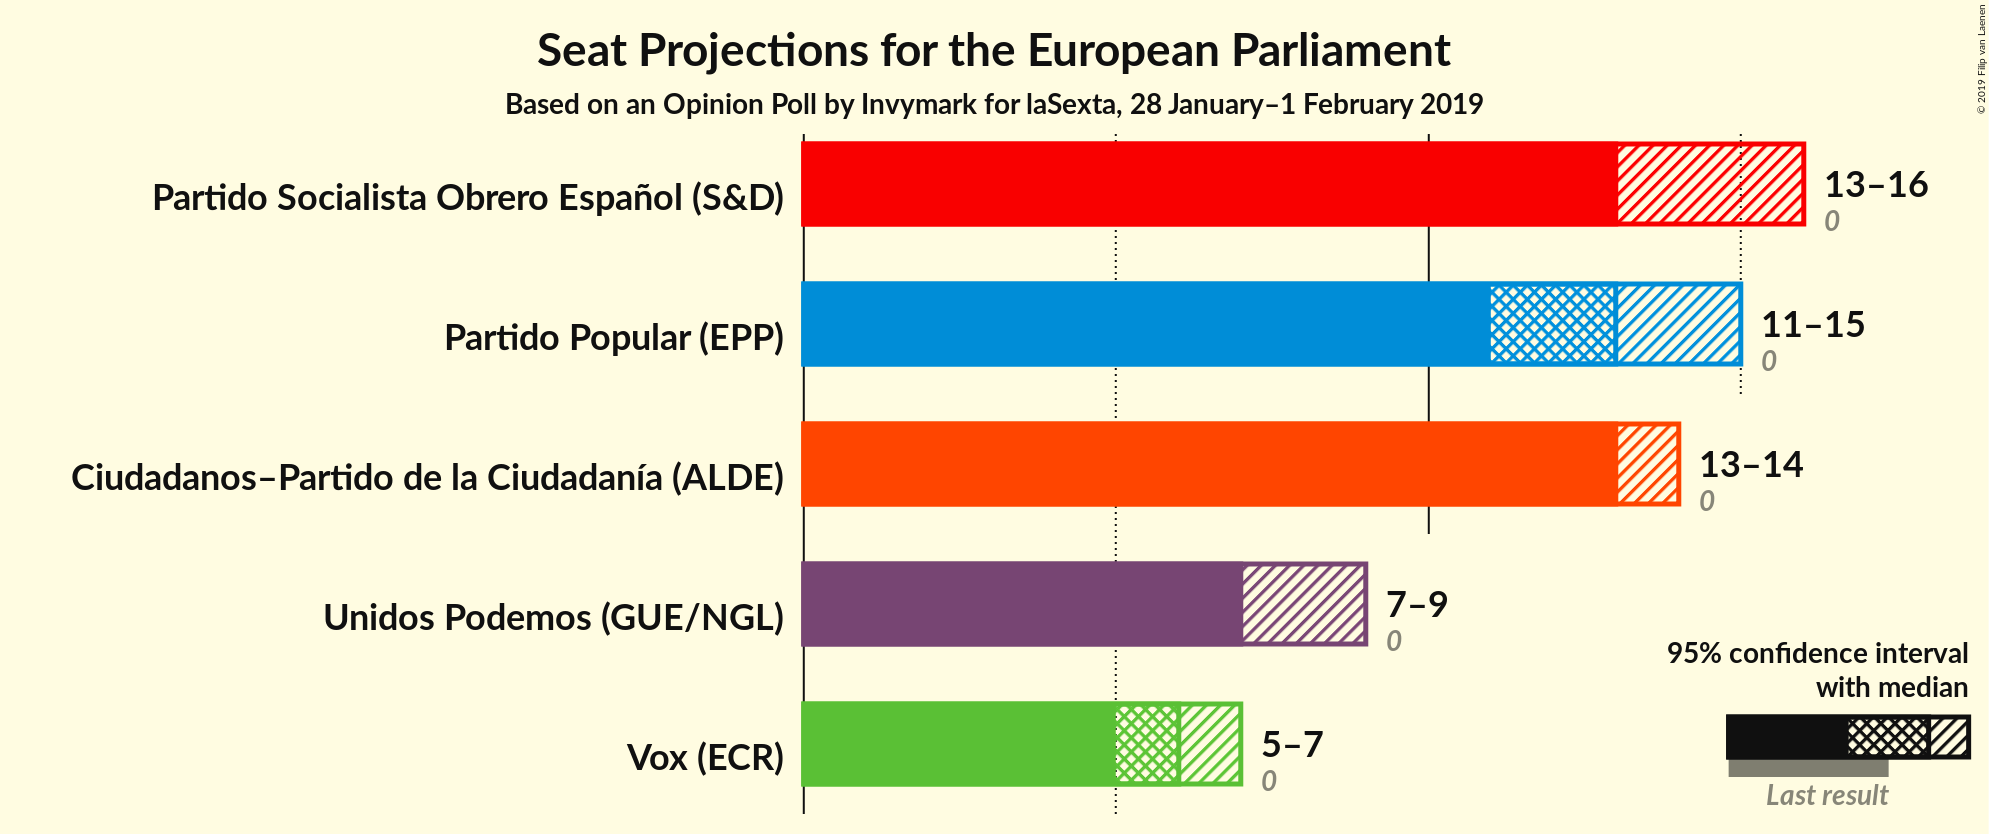 Seat Projections for the European Parliament
Based on an Opinion Poll by Invymark for laSexta, 28 January–1 February 2019
© 2019 Filip van Laenen
Partido Socialista Obrero Español (S&D)
13–16
0
Partido Popular (EPP)
11–15
0
Ciudadanos–Partido de la Ciudadanía (ALDE)
13–14
0
Unidos Podemos (GUE/NGL)
7–9
0
Vox (ECR)
5–7
0
95% confidence interval
with median
Last result